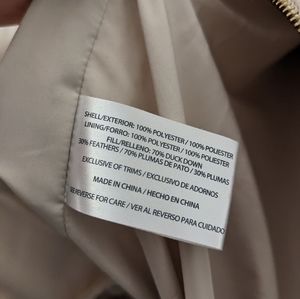 SHELL/EXTERIOR: 100% POLYESTER / 100% POLIESTER
LINING/FORRO: 100% POLYESTER / 100% POLIESTER
FILL/RELLENO: 70% DUCK DOWN
30% FEATHERS / 70% PLUMAS DE PATO / 30% PLUMAS
EXCLUSIVE OF TRIMS / EXCLUSIVO DE ADORNOS
MADE IN CHINA / HECHO EN CHINA
REVERSE FOR CARE / VER AL REVERSO PARA CUIDADO